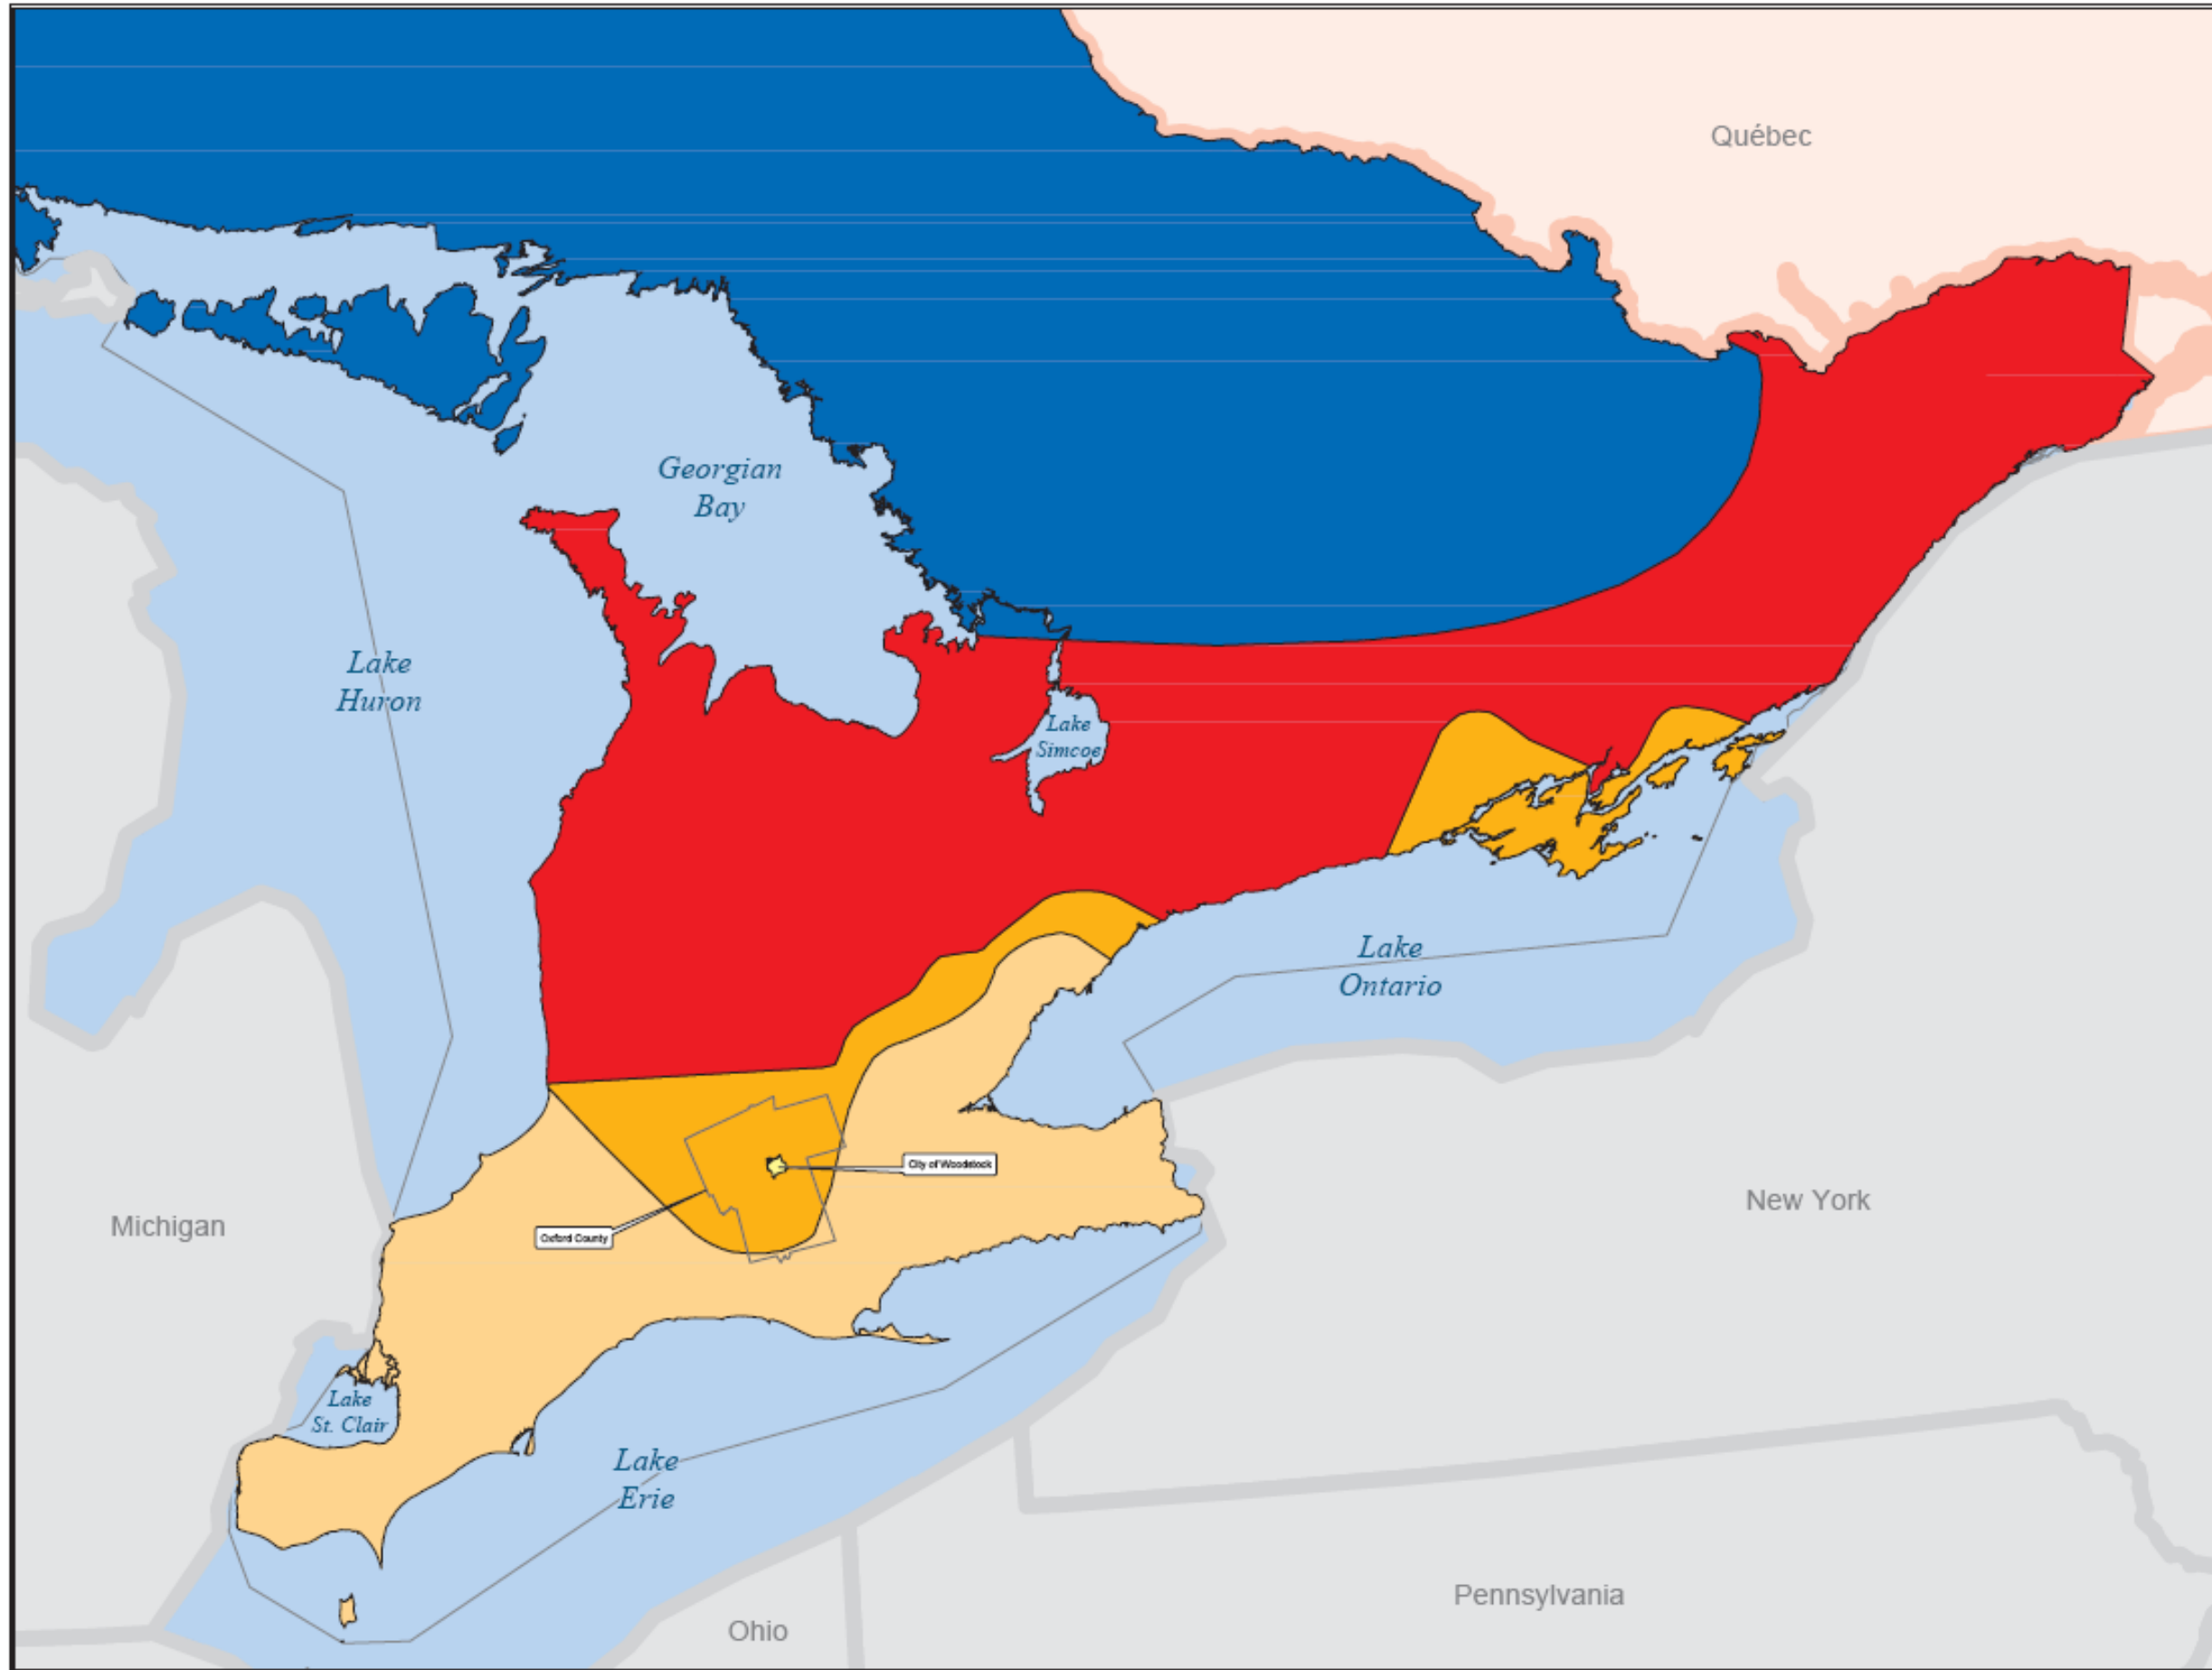 Québec
Georgian
Bay
Lake
Huron
Lake
Simcoe
Lake
Ontario
City of Woodstock
New York
Michigan
Oxford County
Lake
St. Clair
Lake
Erie
Pennsylvania
Ohio